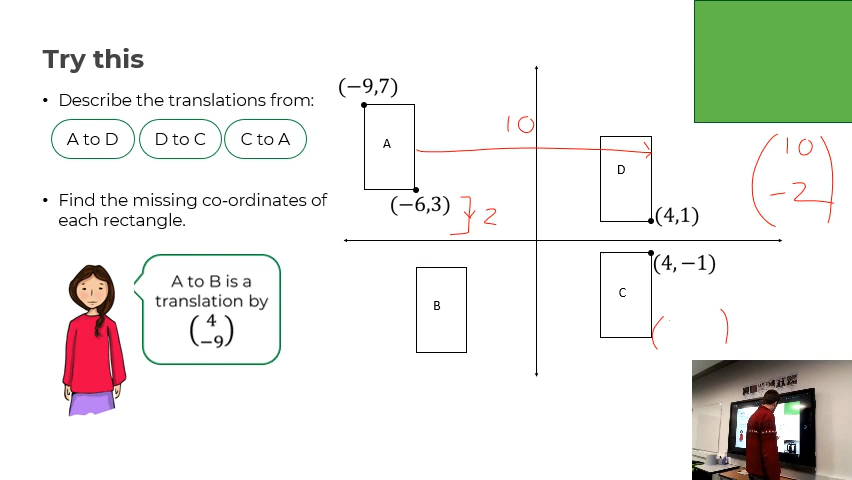 Try this
• Describe the translations from:
A to D
D to C
C to A
• Find the missing co-ordinates of
each rectangle.
A to B is a
translation by
(4
−9)
(−9,7)
A
(−6,3)
10
2
D
(4,1)
(4,−1)
B
C
( )
(10
-2)